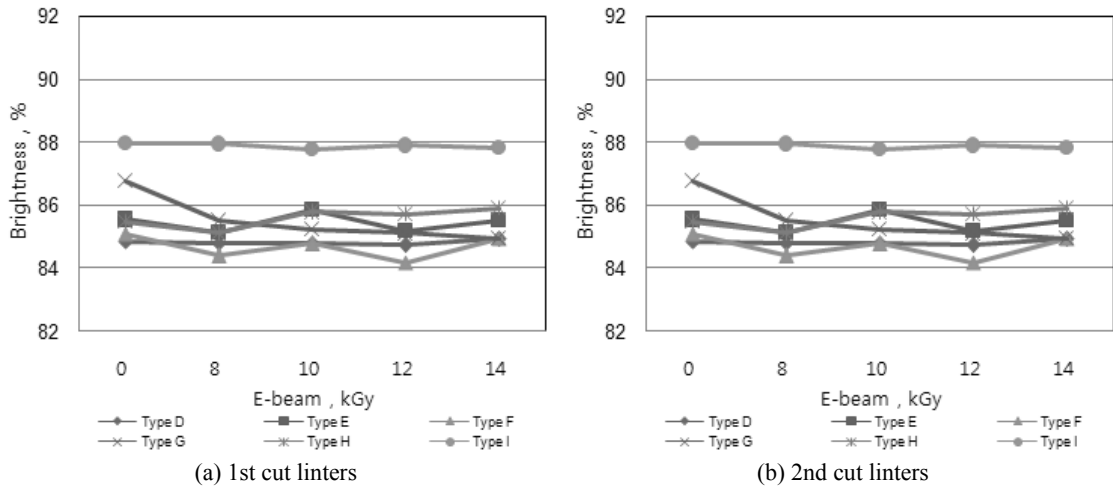 92
90
88
86
84
82
Brightness , %
0 8 10 12 14
E-beam , kGy
Type D Type E Type F
Type G Type H Type I
(a) 1st cut linters
92
90
88
86
84
82
Brightness , %
0 8 10 12 14
E-beam , kGy
Type D Type E Type F
Type G Type H Type I
(b) 2nd cut linters